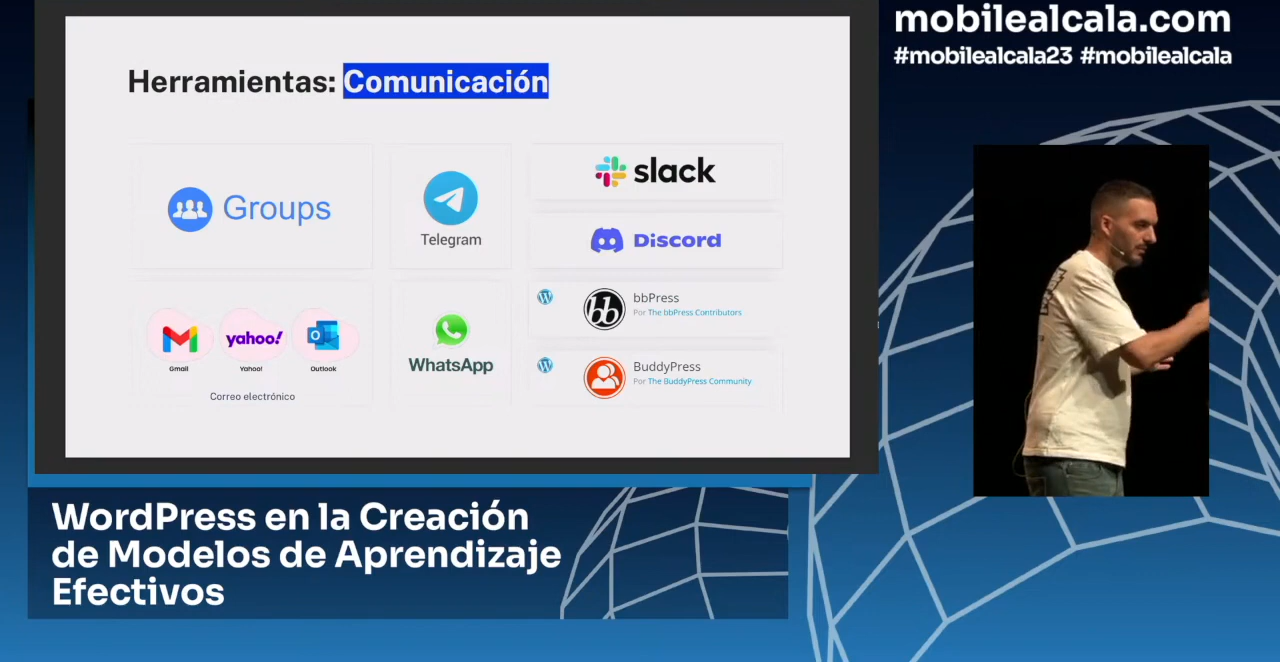 mobilealcala.com
#mobilealcala23 #mobilealcala
Herramientas: Comunicación
Groups
Telegram
slack
Discord
bbPress
Por The bbPress Contributors
BuddyPress
Por The BuddyPress Community
yahoo!
Gmail
Yahoo!
Outlook
Correo electrónico
WhatsApp
WordPress en la Creación
de Modelos de Aprendizaje
Efectivos